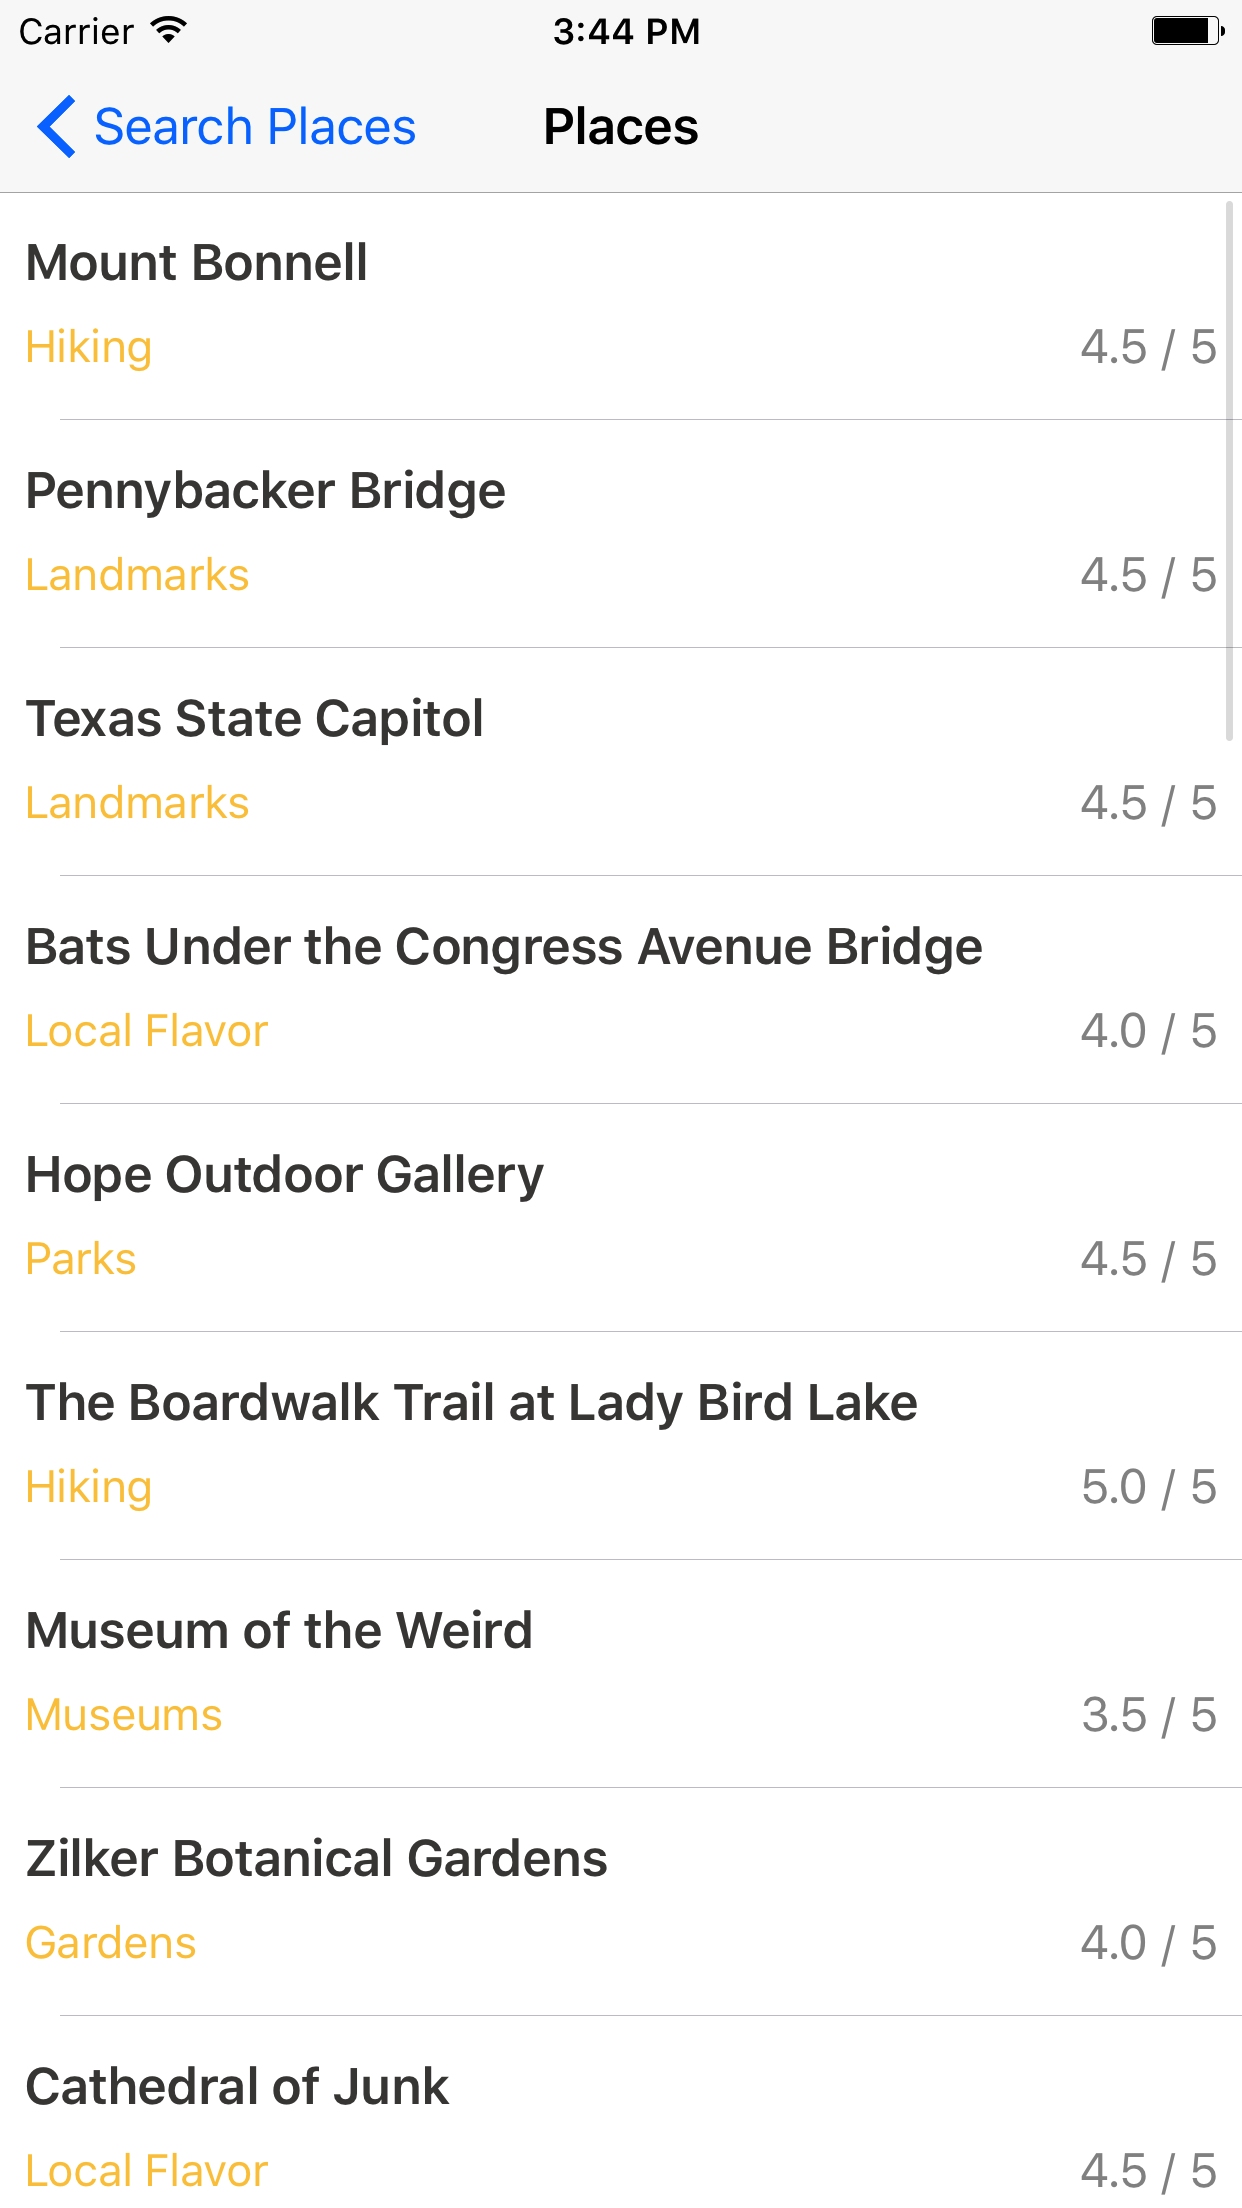 Carrier 3:44 PM
Search Places Places
Mount Bonnell
Hiking 4.5 / 5
Pennybacker Bridge
Landmarks 4.5 / 5
Texas State Capitol
Landmarks 4.5 / 5
Bats Under the Congress Avenue Bridge
Local Flavor 4.0 / 5
Hope Outdoor Gallery
Parks 4.5 / 5
The Boardwalk Trail at Lady Bird Lake
Hiking 5.0 / 5
Museum of the Weird
Museums 3.5 / 5
Zilker Botanical Gardens
Gardens 4.0 / 5
Cathedral of Junk
Local Flavor 4.5 / 5